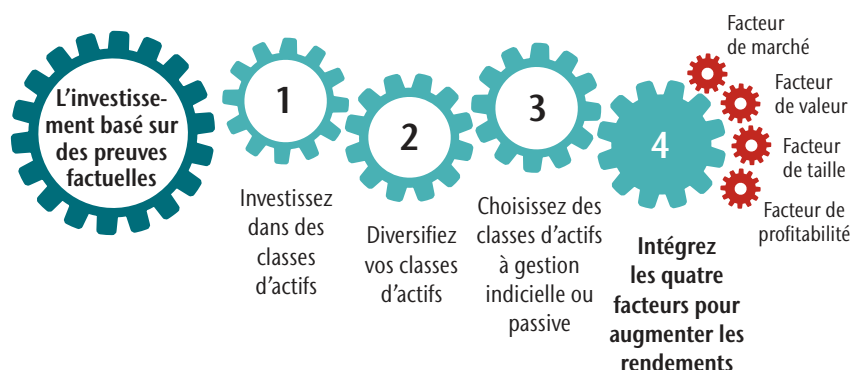 L'investisse-
ment basé sur
des preuves
factuelles
1
Investissez
dans des
classes
d'actifs
2
Diversifiez
vos classes
d'actifs
3
Choisissez des
classes d'actifs
à gestion
indicielle ou
passive
4
Intégrez
les quatre
facteurs pour
augmenter les
rendements
Facteur
de marché
Facteur
de valeur
Facteur
de taille
Facteur de
profitabilité